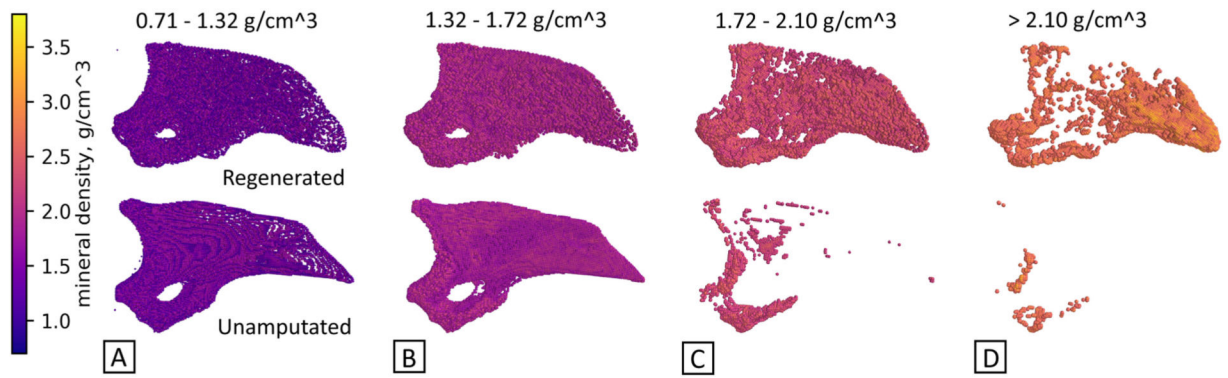 0.71 - 1.32 g/cm^3
1.32 - 1.72 g/cm^3
1.72 - 2.10 g/cm^3
> 2.10 g/cm^3
3.5
3.0
2.5
2.0
1.5
1.0
mineral density, g/cm^3
Regenerated
Unamputated
A
B
C
D